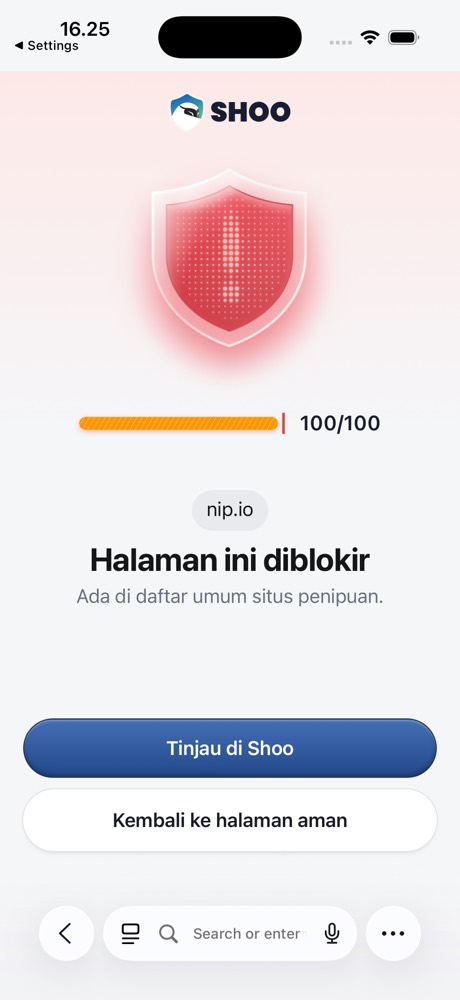 16.25
Settings
SHOO
100/100
nip.io
Halaman ini diblokir
Ada di daftar umum situs penipuan.
Tinjau di Shoo
Kembali ke halaman aman
Search or enter